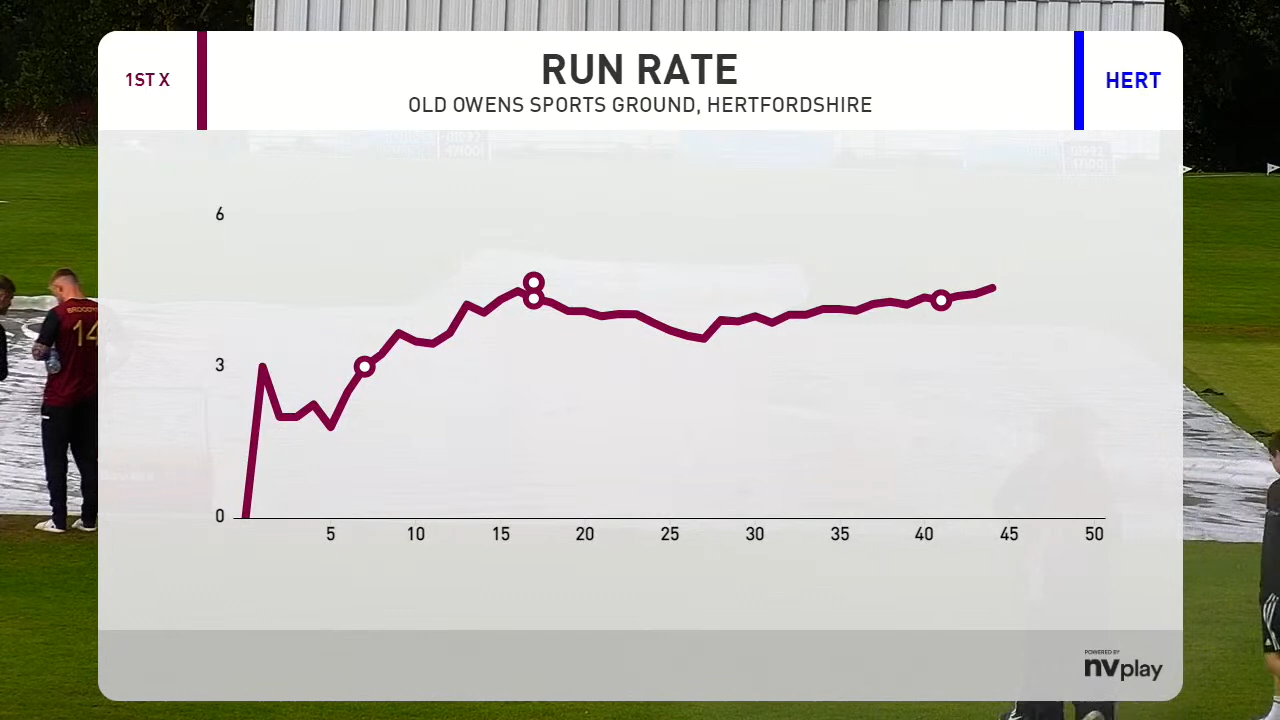 1ST X
RUN RATE
OLD OWENS SPORTS GROUND, HERTFORDSHIRE
HERT
6
3
0
5 10 15 20 25 30 35 40 45 50
BROODY
14
POWERED BY
nvplay